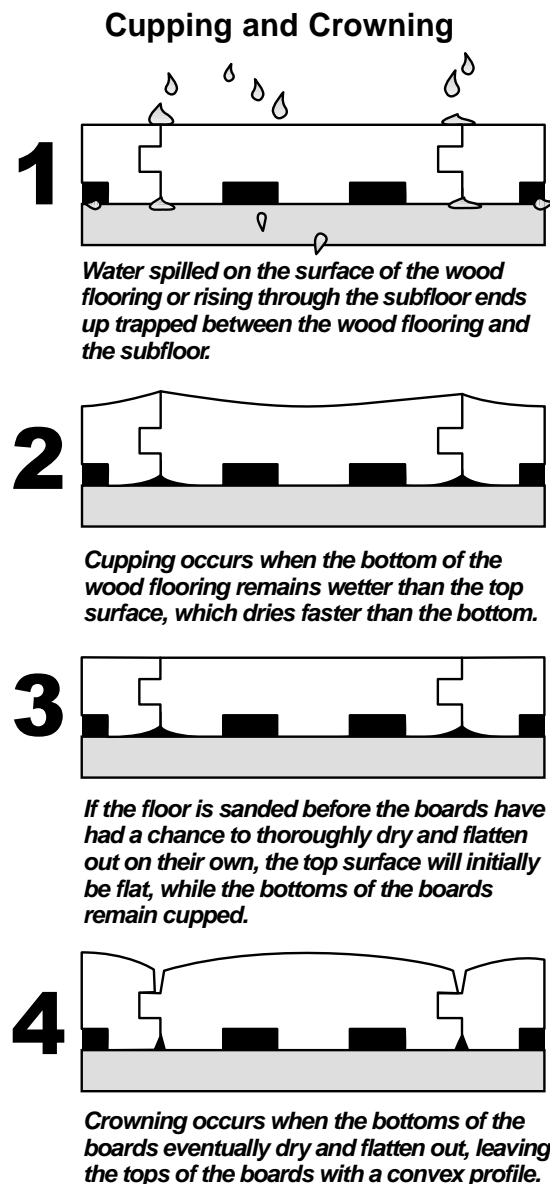 Cupping and Crowning
1
Water spilled on the surface of the wood
flooring or rising through the subfloor ends
up trapped between the wood flooring and
the subfloor.
2
Cupping occurs when the bottom of the
wood flooring remains wetter than the top
surface, which dries faster than the bottom.
3
If the floor is sanded before the boards have
had a chance to thoroughly dry and flatten
out on their own, the top surface will initially
be flat, while the bottoms of the boards
remain cupped.
4
Crowning occurs when the bottoms of the
boards eventually dry and flatten out, leaving
the tops of the boards with a convex profile.